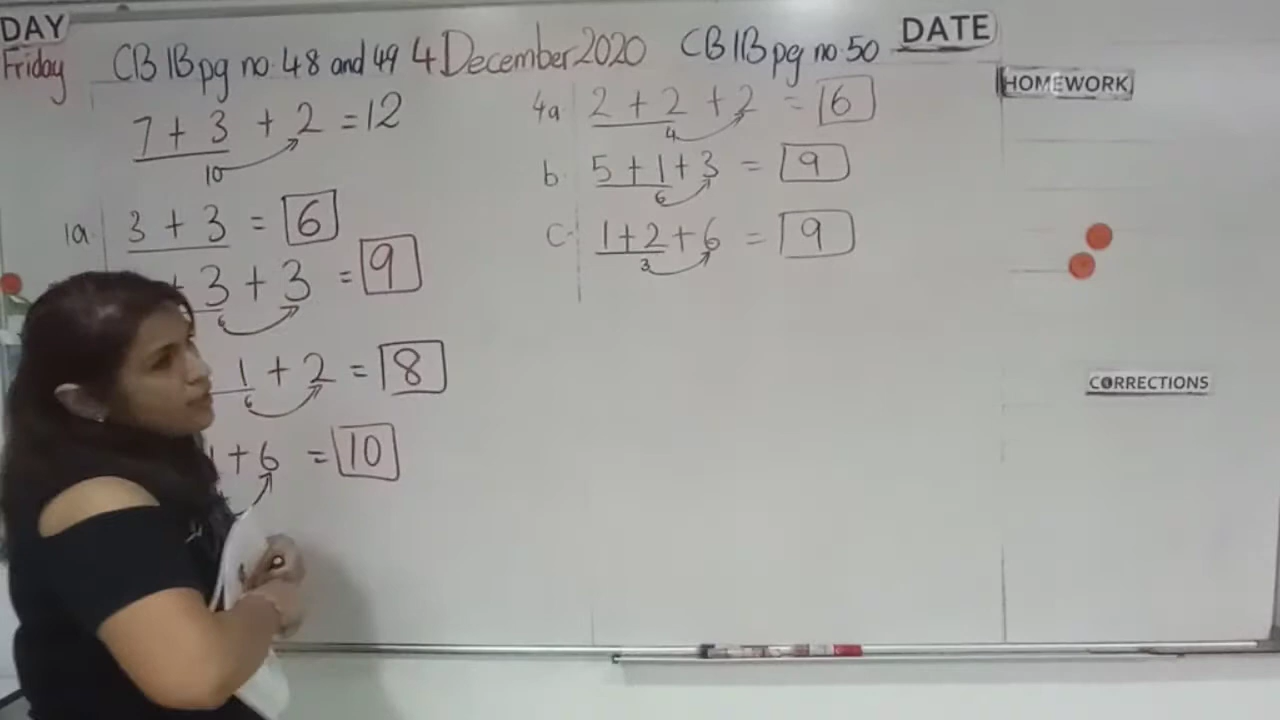 DAY
DATE
Friday
CB 1B pg no. 48 and 49 4 December 2020 CB 1B pg no. 50
HOMEWORK
7 + 3 + 2 = 12
10
1a. 3 + 3 = 6
+ 3 + 3 = 9
6
1 + 2 = 8
6
+ 6 = 10
4a 2 + 2 + 2 = 6
4
b. 5 + 1 + 3 = 9
6
c. 1 + 2 + 6 = 9
3
CORRECTIONS